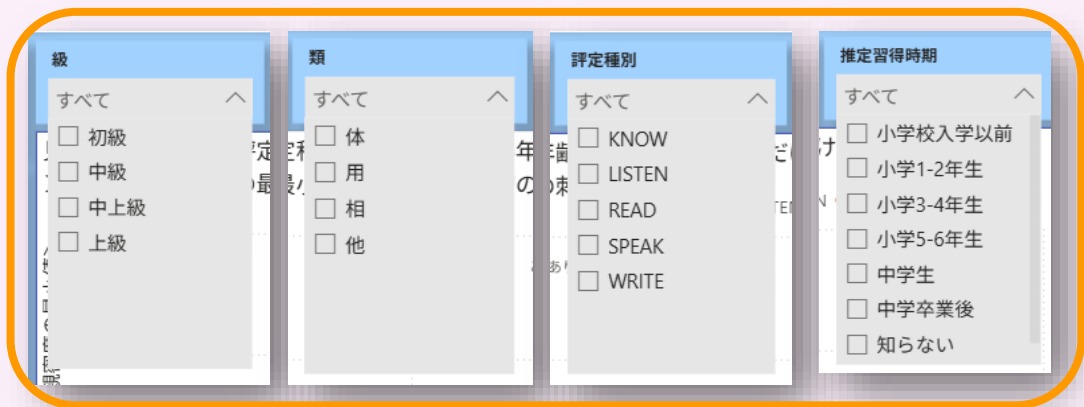 級
すべて
初級
中級
中上級
上級
類
すべて
体
用
相
他
評定種別
すべて
KNOW
LISTEN
READ
SPEAK
WRITE
推定習得時期
すべて
小学校入学以前
小学1-2年生
小学3-4年生
小学5-6年生
中学生
中学卒業後
知らない